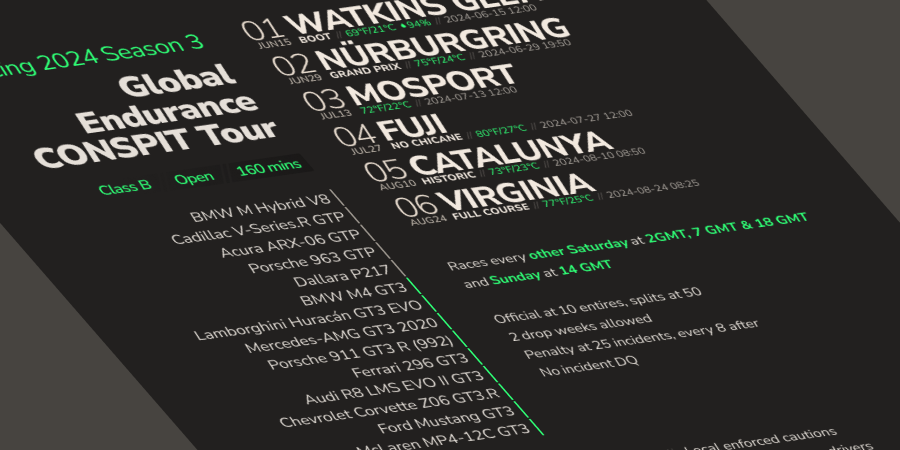 2024 Season 3
Global
Endurance
CONSPIT Tour
Class B Open 160 mins
BMW M Hybrid V8
Cadillac V-Series.R GTP
Acura ARX-06 GTP
Porsche 963 GTP
Dallara P217
BMW M4 GT3
Lamborghini Huracán GT3 EVO
Mercedes-AMG GT3 2020
Porsche 911 GT3 R (992)
Ferrari 296 GT3
Audi R8 LMS EVO II GT3
Chevrolet Corvette Z06 GT3.R
Ford Mustang GT3
McLaren MP4-12C GT3
01 WATKINS
JUN15 BOOT // 69°F/21°C 94% // 2024-06-15 12:00
02 NÜRBURGRING
JUN29 GRAND PRIX // 75°F/24°C // 2024-06-29 19:50
03 MOSPORT
JUL13 72°F/22°C // 2024-07-13 12:00
04 FUJI
JUL27 NO CHICANE // 80°F/27°C // 2024-07-27 12:00
05 CATALUNYA
AUG10 HISTORIC // 73°F/23°C // 2024-08-10 08:50
06 VIRGINIA
AUG24 FULL COURSE // 77°F/25°C // 2024-08-24 08:25
Races every other Saturday at 2GMT, 7 GMT & 18 GMT
and Sunday at 14 GMT
Official at 10 entires, splits at 50
2 drop weeks allowed
Penalty at 25 incidents, every 8 after
No incident DQ
Local enforced cautions
drivers